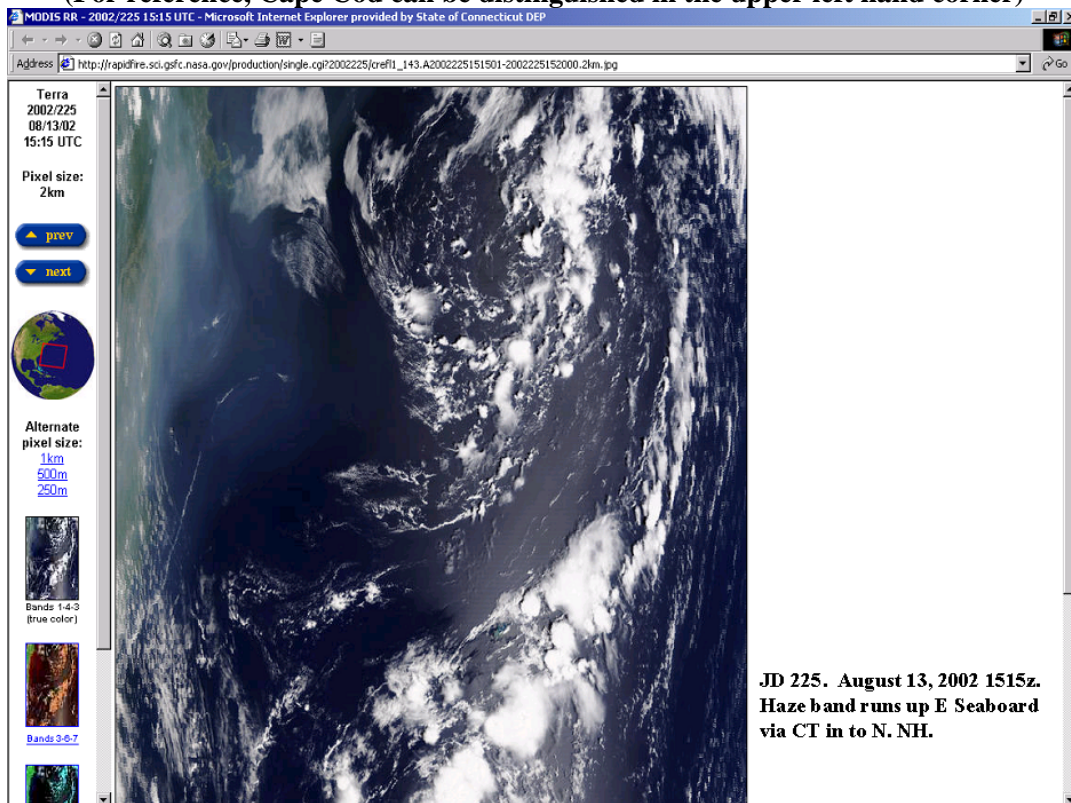 (For reference, Cape Cod can be distinguished in the upper left hand corner)
MODIS RR - 2002/225 15:15 UTC - Microsoft Internet Explorer provided by State of Connecticut DEP
Address http://rapidfire.sci.gsfc.nasa.gov/production/single.cgi?2002225/crefl1_143.A2002225151501-2002225152000.2km.jpg Go
Terra
2002/225
08/13/02
15:15 UTC
Pixel size:
2km
prev
next
Alternate
pixel size:
1km
500m
250m
Bands 1-4-3
(true color)
Bands 3-6-7
JD 225. August 13, 2002 1515z.
Haze band runs up E Seaboard
via CT in to N. NH.